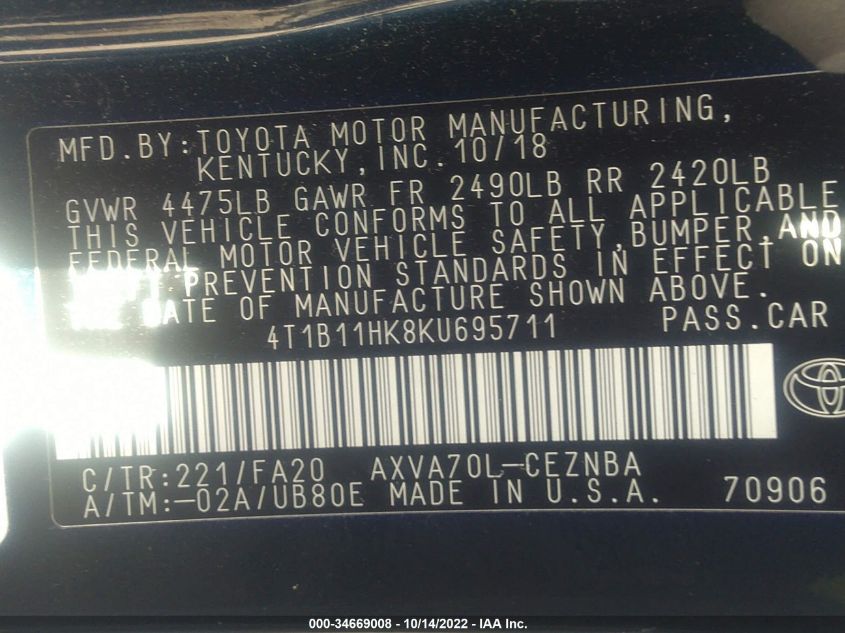 MFD.BY:TOYOTA MOTOR MANUFACTURING,
KENTUCKY,INC.10/18
GVWR 4475LB GAWR FR 2490LB RR 2420LB
THIS VEHICLE CONFORMS TO ALL APPLICABLE
FEDERAL MOTOR VEHICLE SAFETY,BUMPER,AND
PREVENTION STANDARDS IN EFFECT ON
DATE OF MANUFACTURE SHOWN ABOVE.
4T1B11HK8KU695711 PASS.CAR
C/TR:221/FA20 AXVA70L-CEZNBA
A/TM:-02A/UB80E MADE IN U.S.A. 70906
000-34669008 - 10/14/2022 - IAA Inc.